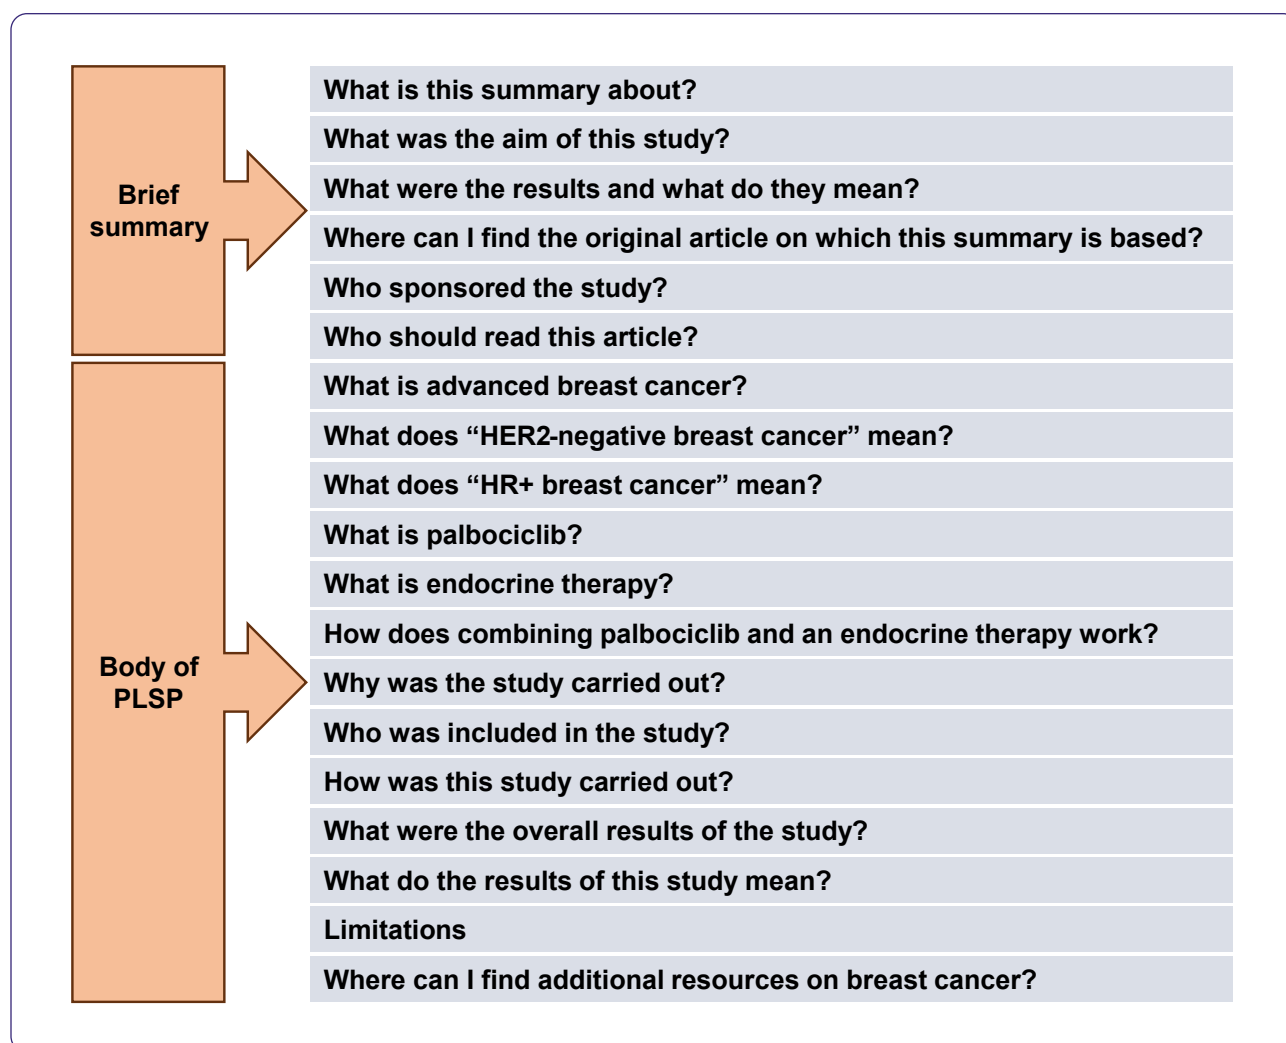 Brief
summary
What is this summary about?
What was the aim of this study?
What were the results and what do they mean?
Where can I find the original article on which this summary is based?
Who sponsored the study?
Who should read this article?
Body of
PLSP
What is advanced breast cancer?
What does “HER2-negative breast cancer” mean?
What does “HR+ breast cancer” mean?
What is palbociclib?
What is endocrine therapy?
How does combining palbociclib and an endocrine therapy work?
Why was the study carried out?
Who was included in the study?
How was this study carried out?
What were the overall results of the study?
What do the results of this study mean?
Limitations
Where can I find additional resources on breast cancer?